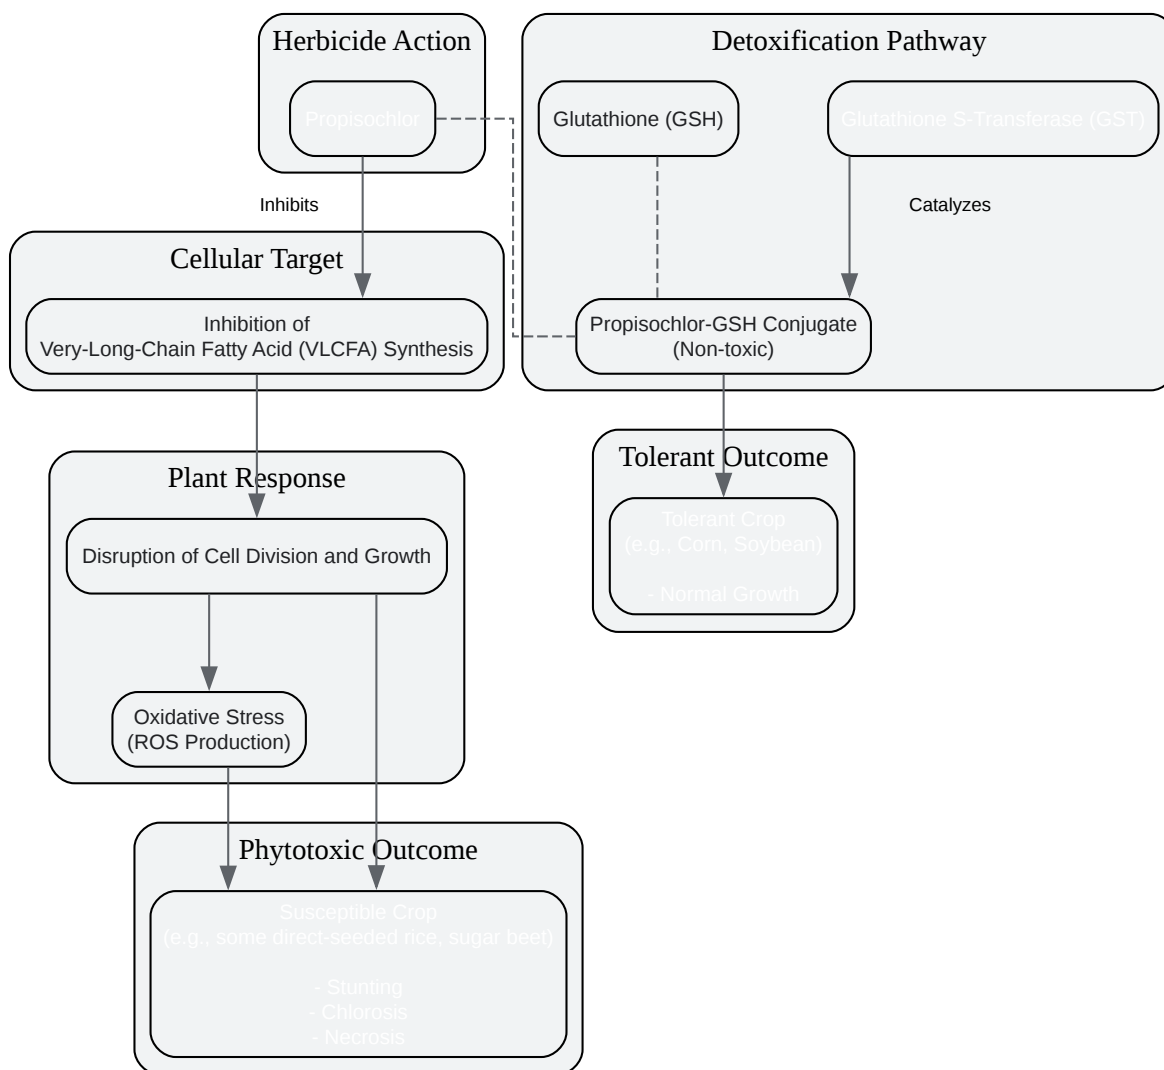 Herbicide Action
Propisochlor
Detoxification Pathway
Glutathione (GSH)
Glutathione S-Transferase (GST)
Inhibits
Catalyzes
Cellular Target
Inhibition of
Very-Long-Chain Fatty Acid (VLCFA) Synthesis
Propisochlor-GSH Conjugate
(Non-toxic)
Plant Response
Disruption of Cell Division and Growth
Oxidative Stress
(ROS Production)
Tolerant Outcome
Tolerant Crop
(e.g., Corn, Soybean)
- Normal Growth
Phytotoxic Outcome
Susceptible Crop
(e.g., some direct-seeded rice, sugar beet)
- Stunting
- Chlorosis
- Necrosis